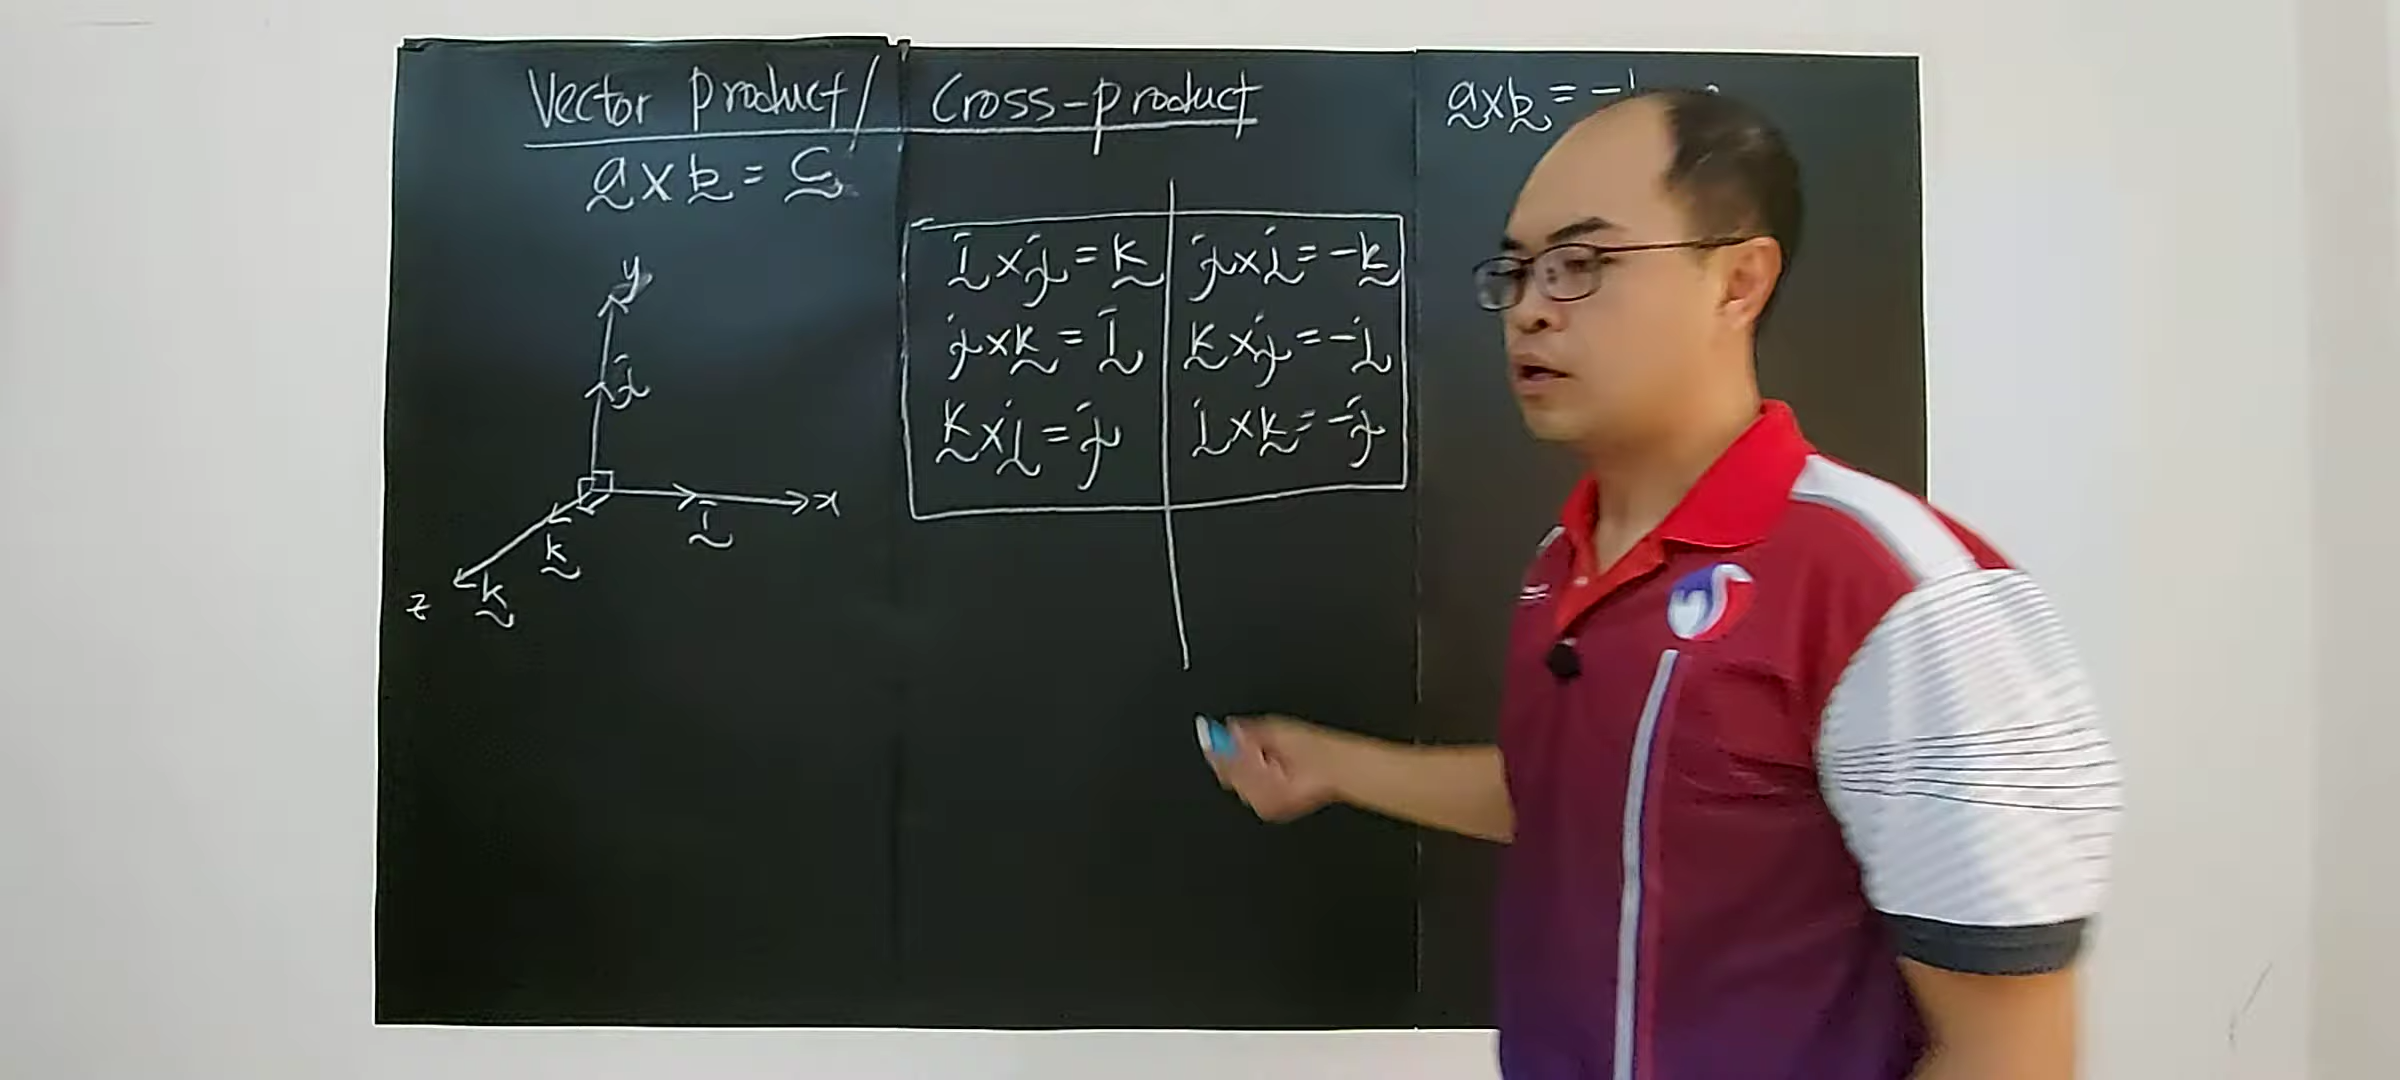 Vector product / Cross-product
a × b = c
y
j
x
i
k
k
z
i × j = k
j × i = -k
j × k = i
k × j = -i
k × i = j
i × k = -j
a × b = -